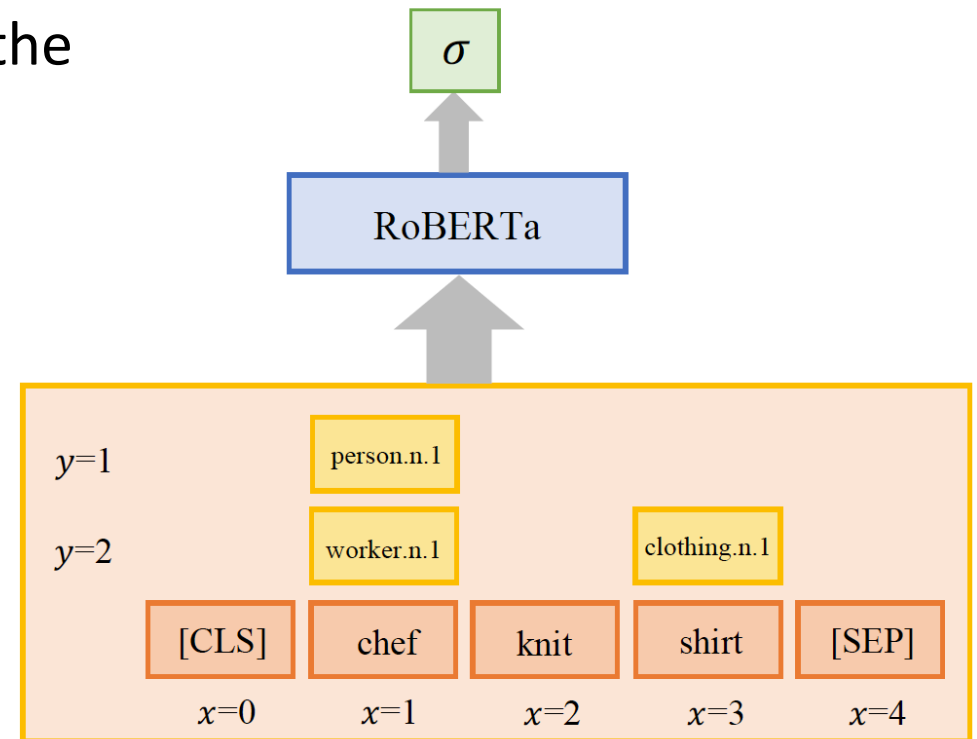 the
σ
RoBERTa
y=1 person.n.1
y=2 worker.n.1 clothing.n.1
[CLS] chef knit shirt [SEP]
x=0 x=1 x=2 x=3 x=4